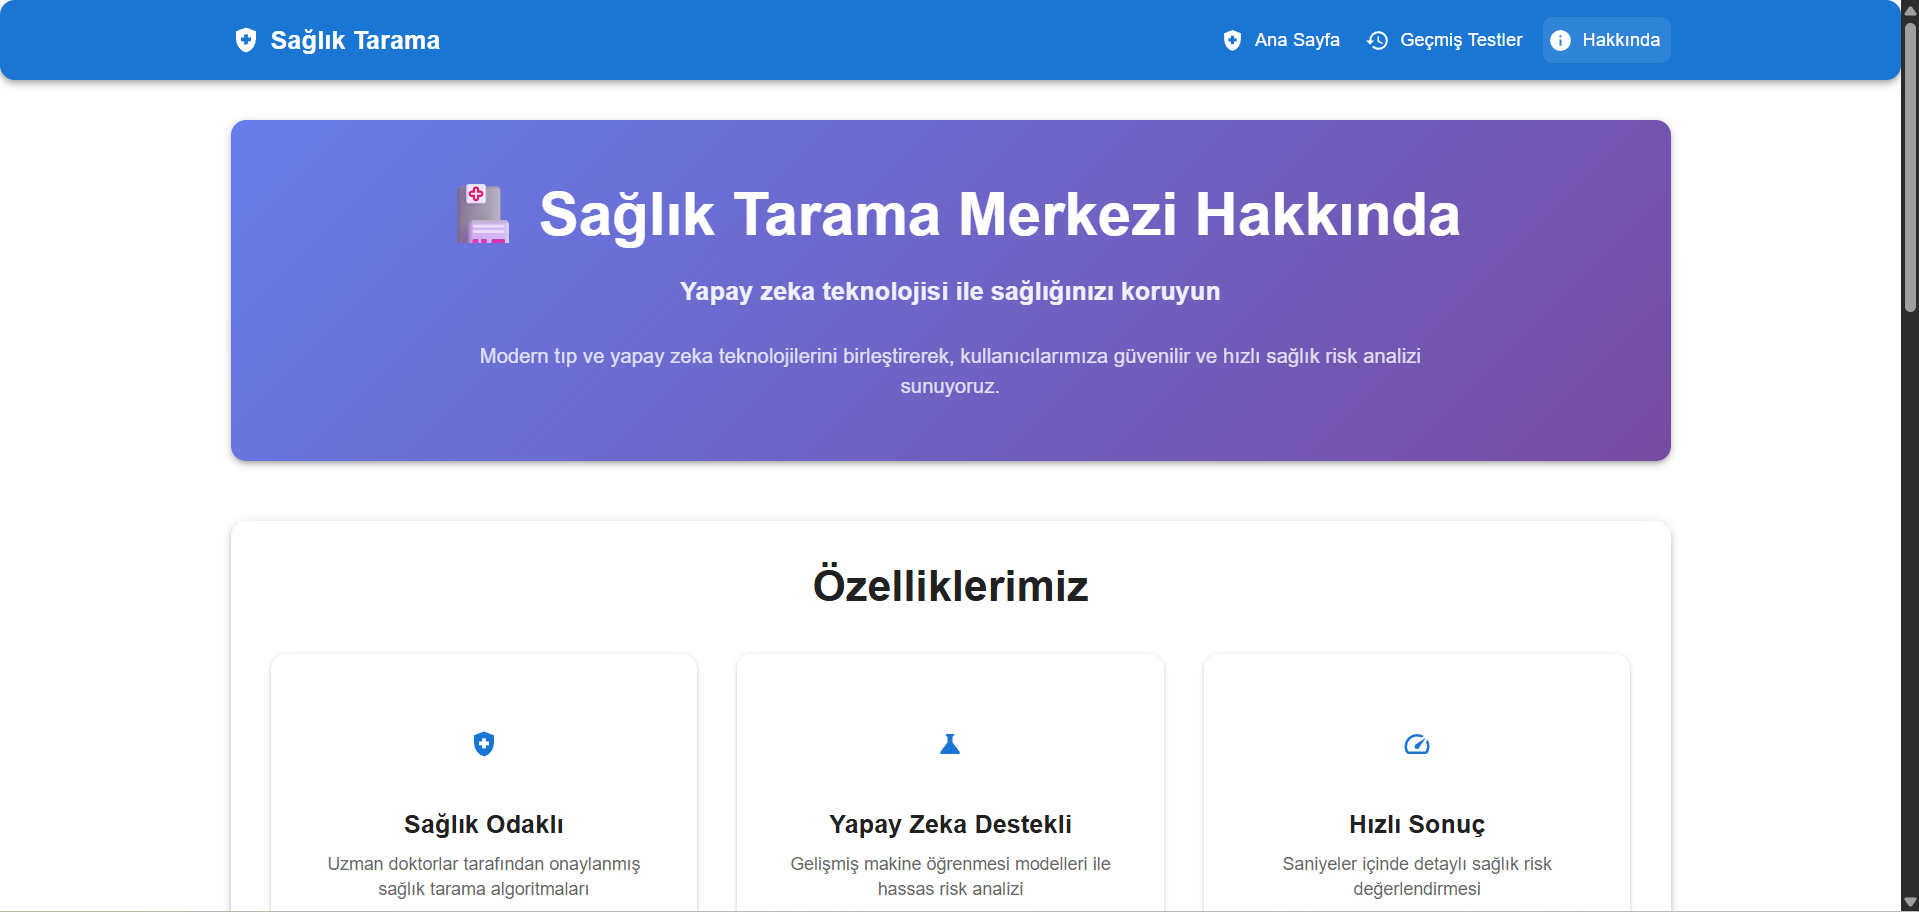 Sağlık Tarama
Ana Sayfa
Geçmiş Testler
Hakkında
Sağlık Tarama Merkezi Hakkında
Yapay zeka teknolojisi ile sağlığınızı koruyun
Modern tıp ve yapay zeka teknolojilerini birleştirerek, kullanıcılarımıza güvenilir ve hızlı sağlık risk analizi
sunuyoruz.
Özelliklerimiz
Sağlık Odaklı
Uzman doktorlar tarafından onaylanmış
sağlık tarama algoritmaları
Yapay Zeka Destekli
Gelişmiş makine öğrenmesi modelleri ile
hassas risk analizi
Hızlı Sonuç
Saniyeler içinde detaylı sağlık risk
değerlendirmesi